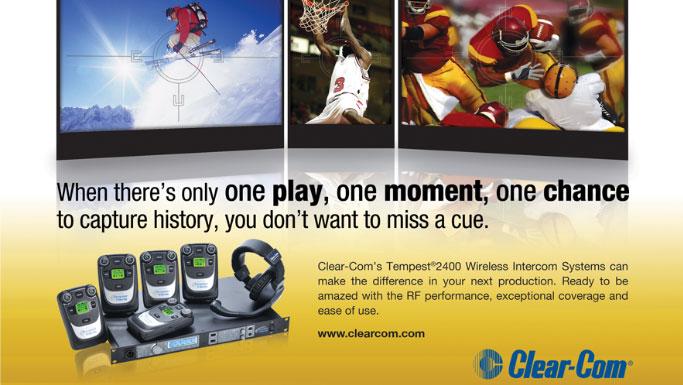 3
When there's only one play, one moment, one chance
to capture history, you don't want to miss a cue.
Clear-Com's Tempest®2400 Wireless Intercom Systems can
make the difference in your next production. Ready to be
amazed with the RF performance, exceptional coverage and
ease of use.
www.clearcom.com
Clear-Com®